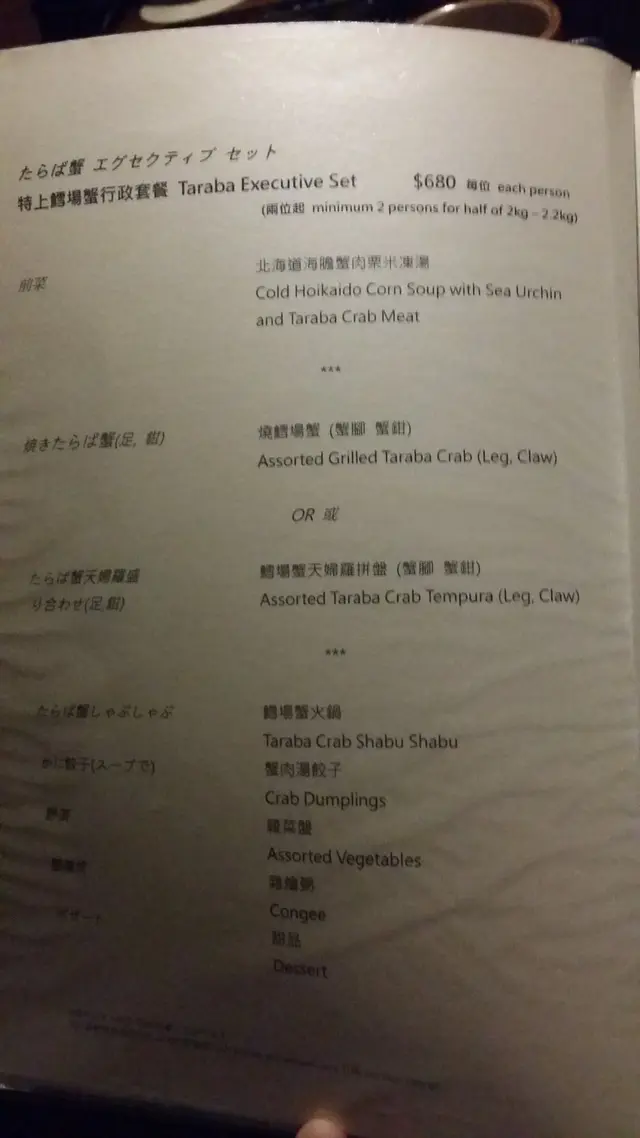 たらば蟹 エグセクティブ セット
特上鱈場蟹行政套餐 Taraba Executive Set $680 每位 each person
(兩位起 minimum 2 persons for half of 2kg - 2.2kg)
前菜
北海道海膽蟹肉栗米凍湯
Cold Hoikaido Corn Soup with Sea Urchin
and Taraba Crab Meat
***
焼きたらば蟹(足, 鉗)
燒鱈場蟹 (蟹腳 蟹鉗)
Assorted Grilled Taraba Crab (Leg, Claw)
OR 或
たらば蟹天婦羅盛
り合わせ(足,鉗)
鱈場蟹天婦羅拼盤 (蟹腳 蟹鉗)
Assorted Taraba Crab Tempura (Leg, Claw)
***
たらば蟹しゃぶしゃぶ
鱈場蟹火鍋
Taraba Crab Shabu Shabu
かに餃子(スープで)
蟹肉湯餃子
Crab Dumplings
野菜
雜菜盤
Assorted Vegetables
雜燴粥
Congee
デザート
甜品
Dessert